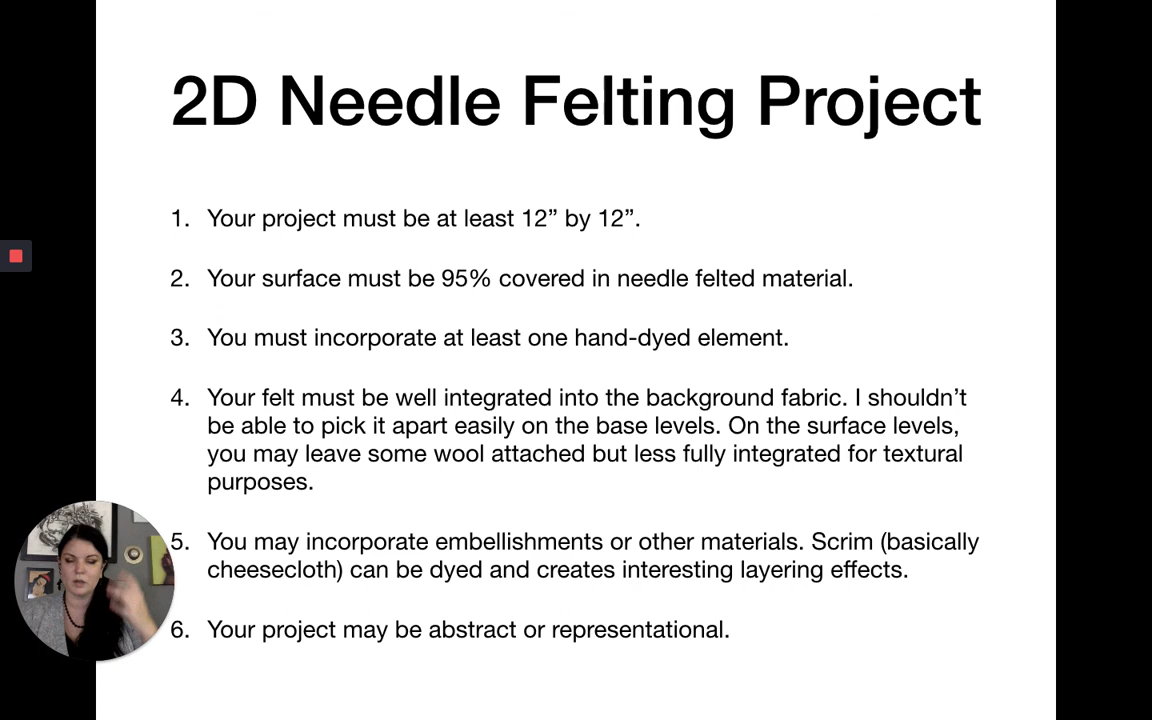 2D Needle Felting Project
1. Your project must be at least 12” by 12”.
2. Your surface must be 95% covered in needle felted material.
3. You must incorporate at least one hand-dyed element.
4. Your felt must be well integrated into the background fabric. I shouldn’t
be able to pick it apart easily on the base levels. On the surface levels,
you may leave some wool attached but less fully integrated for textural
purposes.
5. You may incorporate embellishments or other materials. Scrim (basically
cheesecloth) can be dyed and creates interesting layering effects.
6. Your project may be abstract or representational.